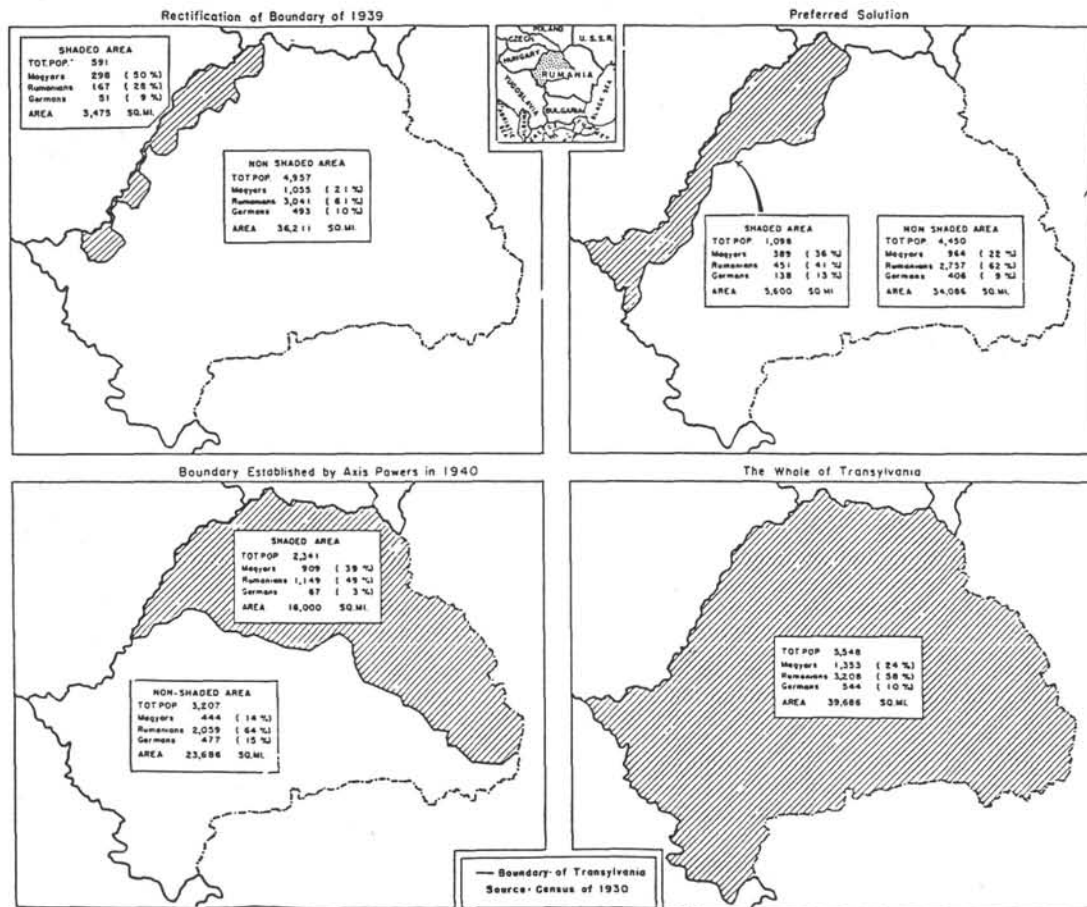 Rectification of Boundary of 1939
SHADED AREA
TOT. POP. 591
Magyars 298 ( 50 %)
Rumanians 167 ( 28 %)
Germans 51 ( 9 %)
AREA 3,475 SQ. MI.
NON SHADED AREA
TOT POP. 4,957
Magyars 1,055 ( 21 %)
Rumanians 3,041 ( 61 %)
Germans 493 ( 10 %)
AREA 36,211 SQ. MI.
POLAND
U.S.S.R.
CZECH.
HUNGARY
RUMANIA
YUGOSLAVIA
BULGARIA
BLACK SEA
Preferred Solution
SHADED AREA
TOT POP 1,098
Magyars 389 ( 36 %)
Rumanians 451 ( 41 %)
Germans 138 ( 13 %)
AREA 5,600 SQ MI
NON SHADED AREA
TOT POP 4,450
Magyars 964 ( 22 %)
Rumanians 2,757 ( 62 %)
Germans 406 ( 9 %)
AREA 34,086 SQ. MI.
Boundary Established by Axis Powers in 1940
SHADED AREA
TOT POP 2,341
Magyars 909 ( 39 %)
Rumanians 1,149 ( 49 %)
Germans 67 ( 3 %)
AREA 16,000 SQ. MI.
NON-SHADED AREA
TOT POP 3,207
Magyars 444 ( 14 %)
Rumanians 2,059 ( 64 %)
Germans 477 ( 15 %)
AREA 23,686 SQ. MI.
The Whole of Transylvania
TOT POP 5,548
Magyars 1,353 ( 24 %)
Rumanians 3,208 ( 58 %)
Germans 544 ( 10 %)
AREA 39,686 SQ. MI.
Boundary of Transylvania
Source - Census of 1930